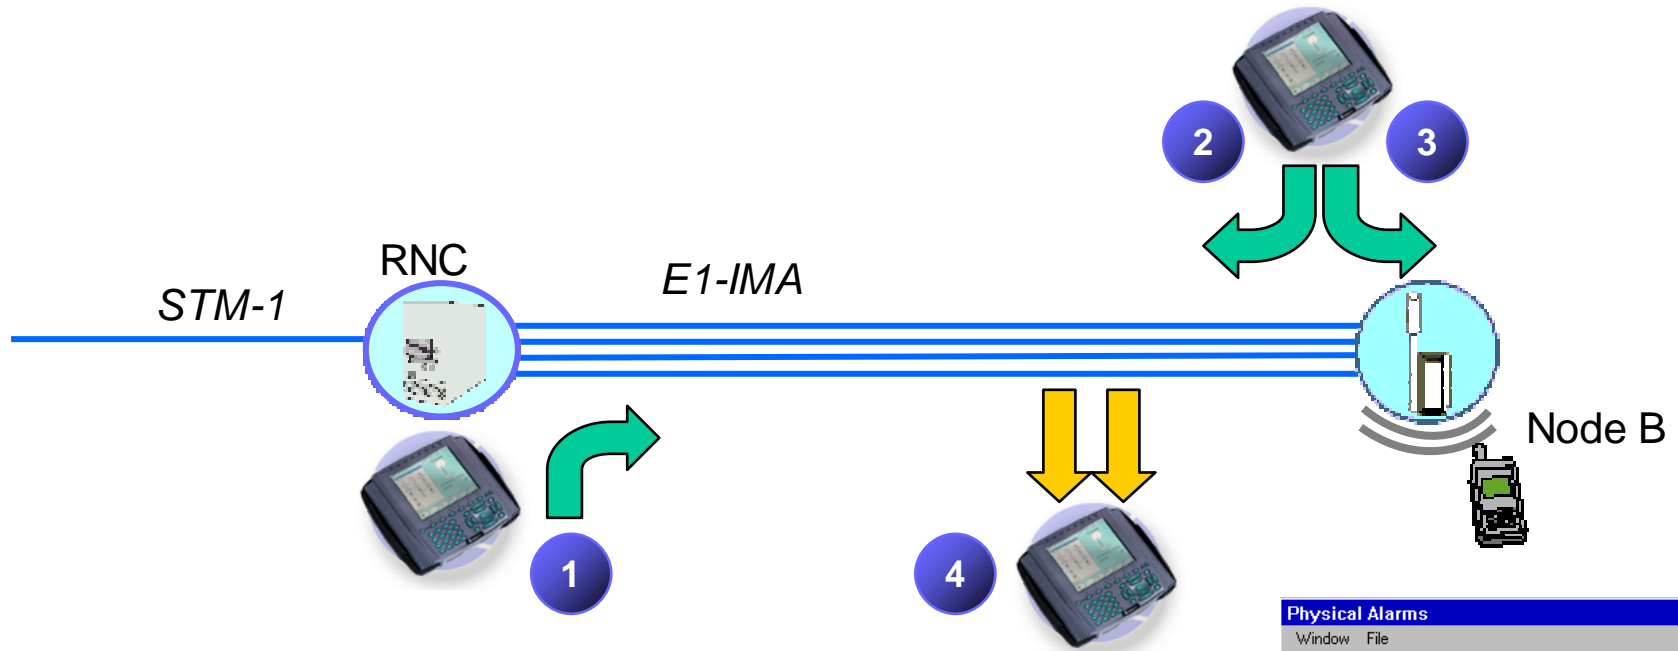 2
3
RNC
E1-IMA
STM-1
Node B
1
4
Physical Alarms
Window File